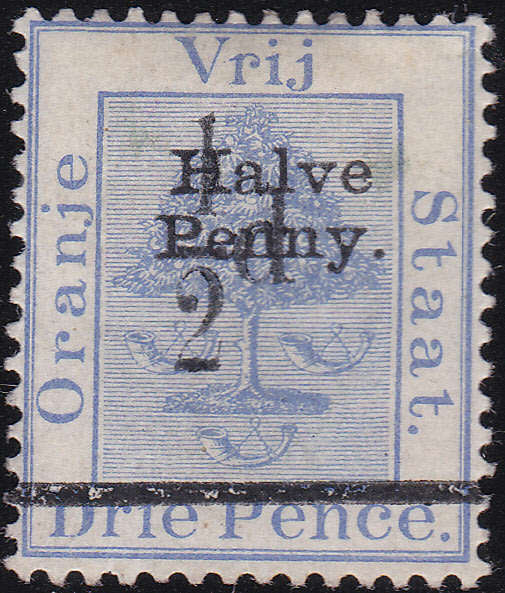 Vrij
Oranje
Halve
Penny.
1/2 d
Staat.
Drie Pence.